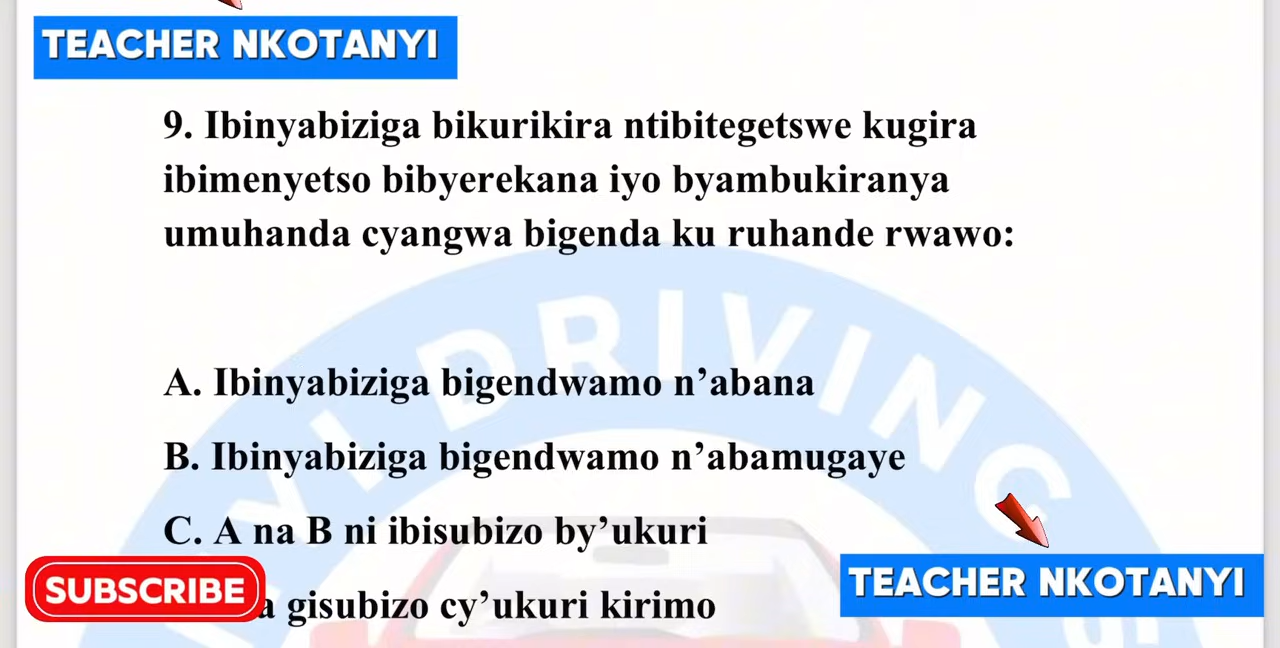 TEACHER NKOTANYI
9. Ibinyabiziga bikurikira ntibitegetswe kugira
ibimenyetso bibyerekana iyo byambukiranya
umuhanda cyangwa bigenda ku ruhande rwawo:
DRIVING
A. Ibinyabiziga bigendwamo n’abana
B. Ibinyabiziga bigendwamo n’abamugaye
C. A na B ni ibisubizo by’ukuri
SUBSCRIBE
gisubizo cy’ukuri kirimo
TEACHER NKOTANYI